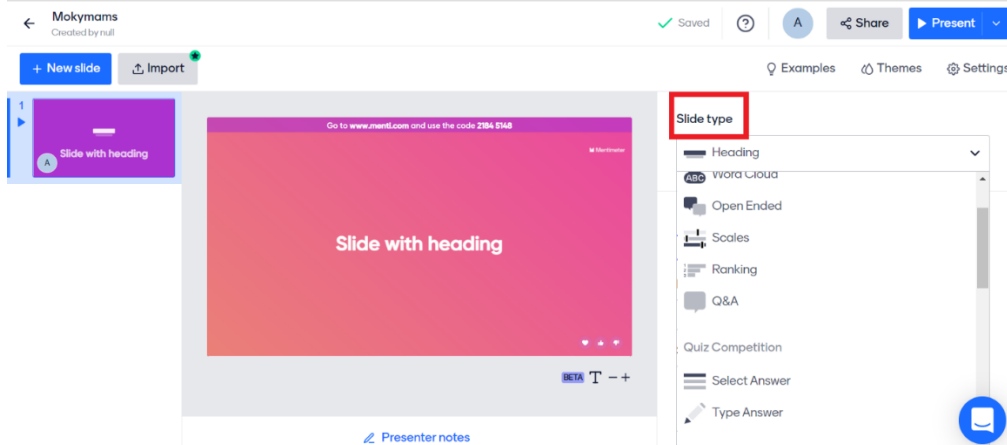 Mokymams
Created by null
Saved
A
Share
Present
+ New slide
Import
Examples
Themes
Settings
1
Slide with heading
A
Go to www.menti.com and use the code 2184 5148
Mentimeter
Slide with heading
BETA T − +
Presenter notes
Slide type
Heading
ABC Word Cloud
Open Ended
Scales
Ranking
Q&A
Quiz Competition
Select Answer
Type Answer